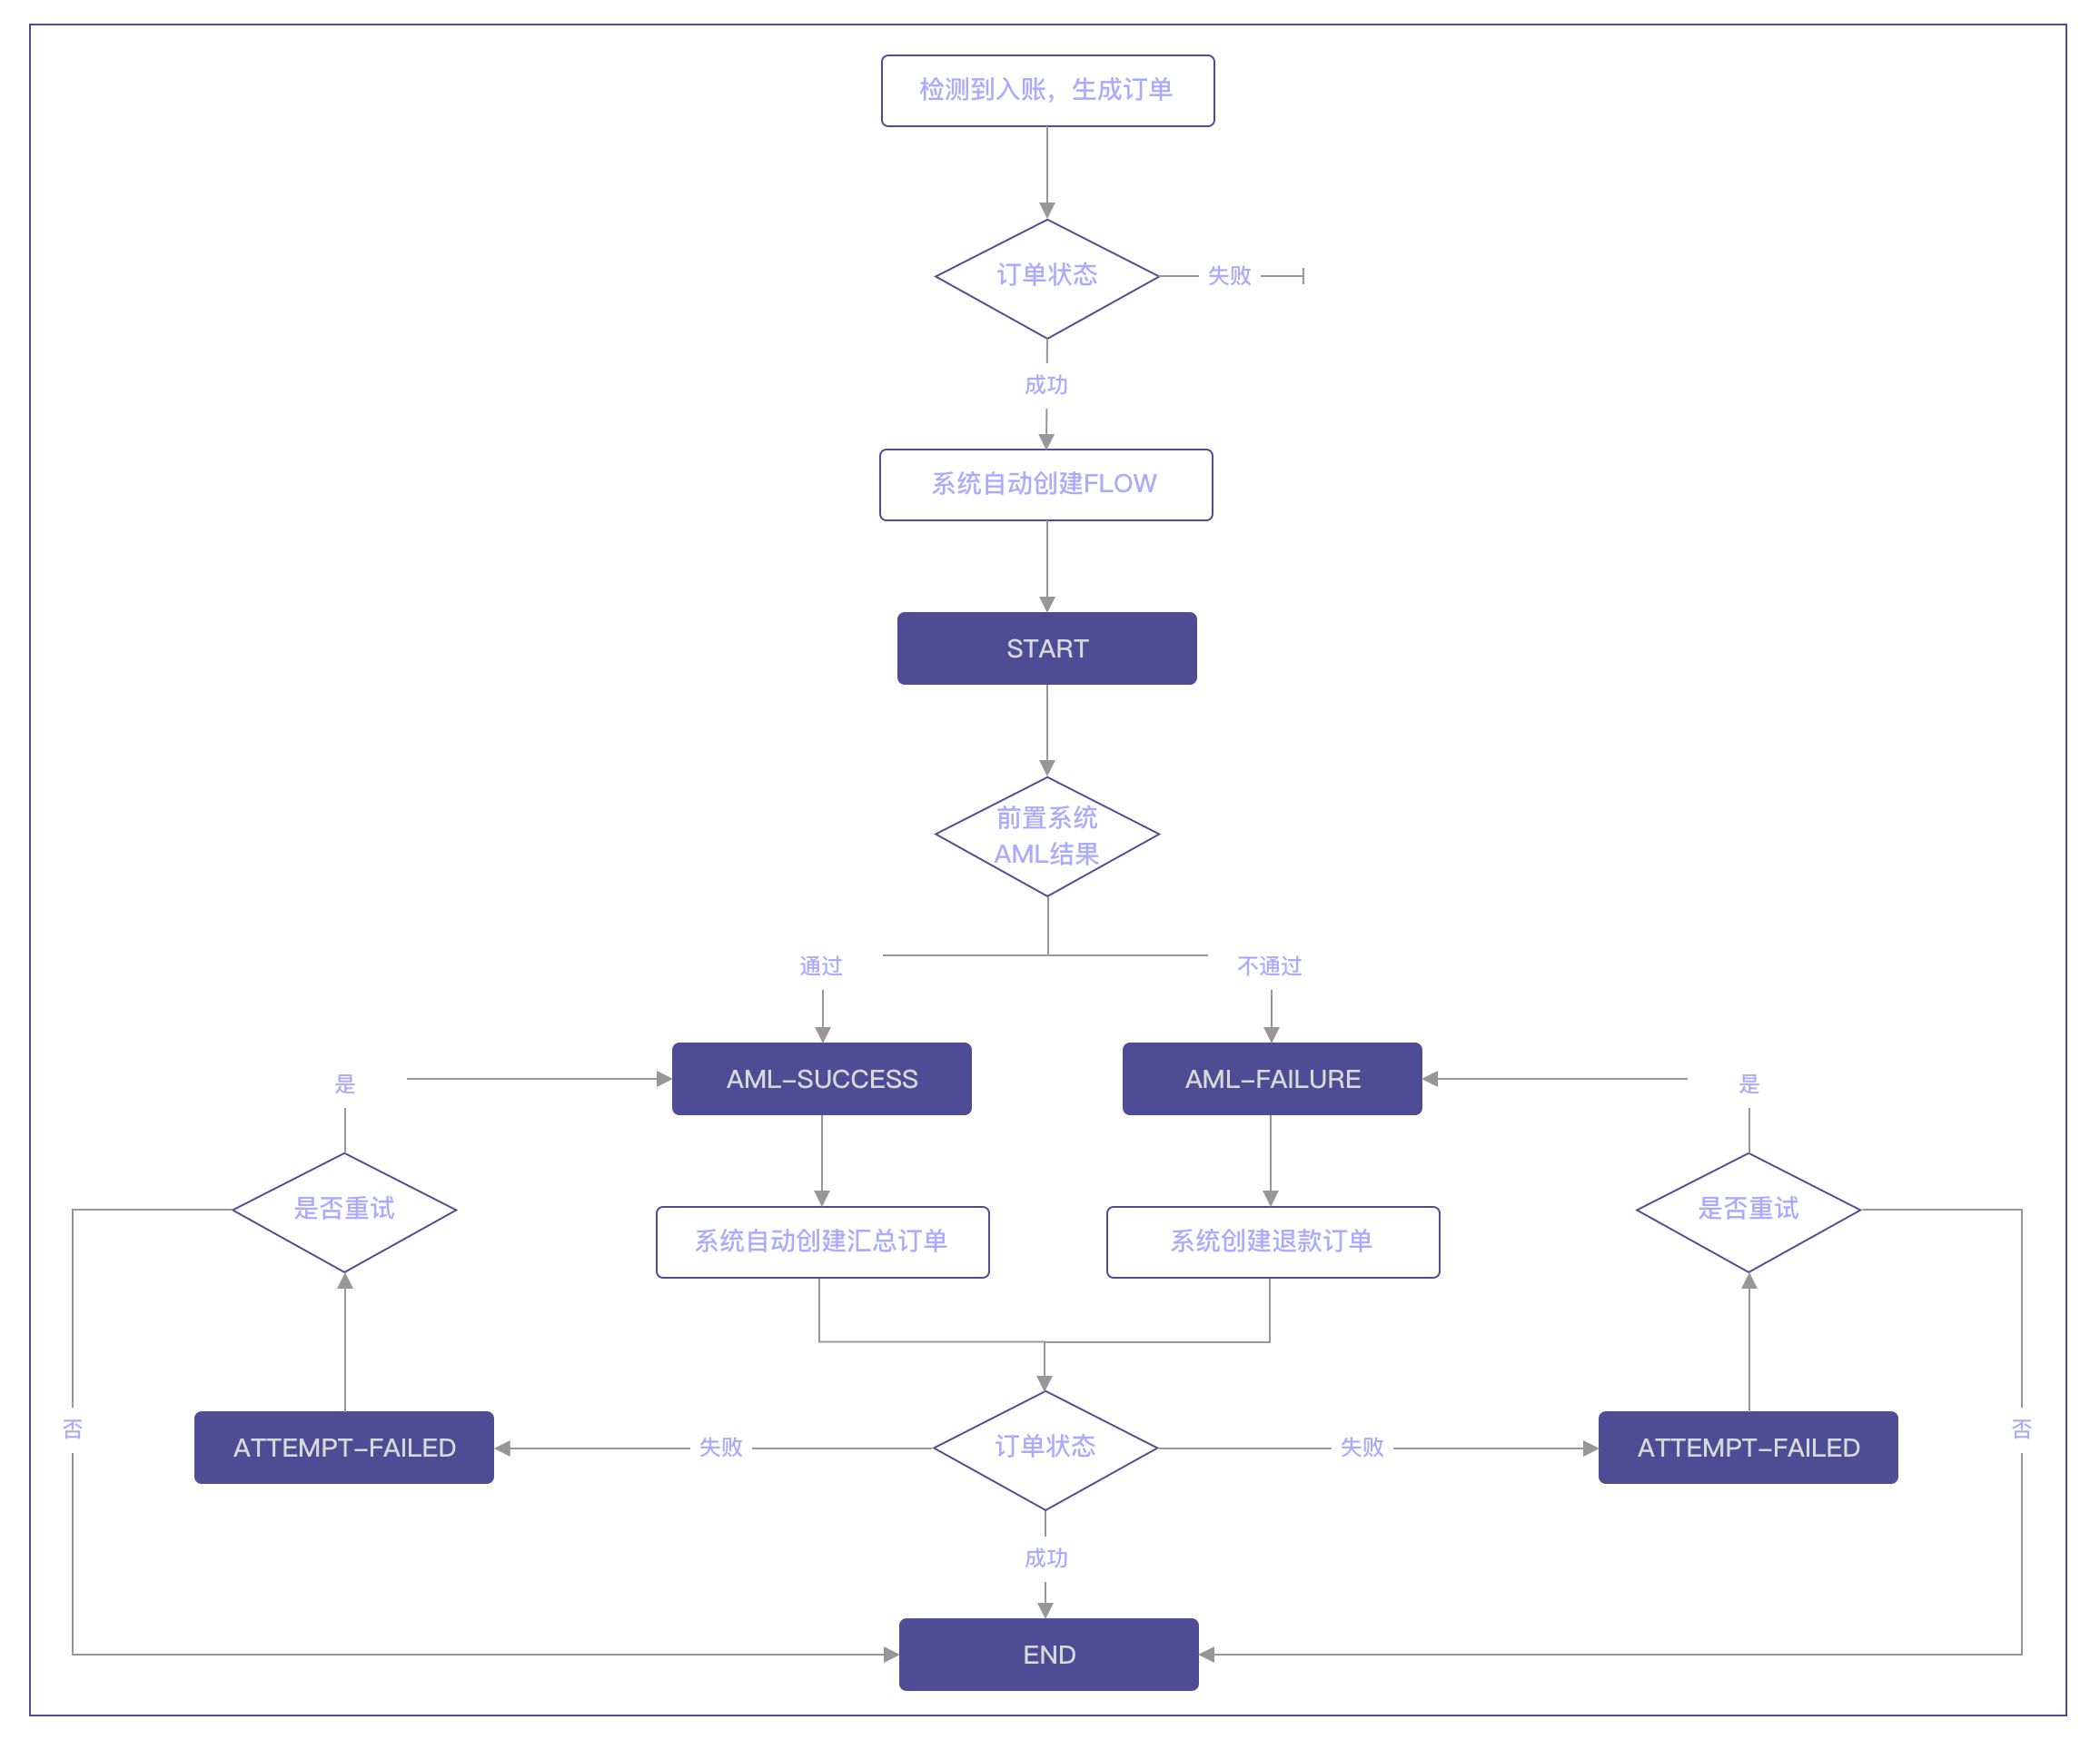 检测到入账，生成订单
订单状态
失败
成功
系统自动创建FLOW
START
前置系统
AML结果
通过
不通过
AML-SUCCESS
AML-FAILURE
是
是
是否重试
系统自动创建汇总订单
系统创建退款订单
是否重试
否
ATTEMPT-FAILED
失败
订单状态
失败
ATTEMPT-FAILED
否
成功
END